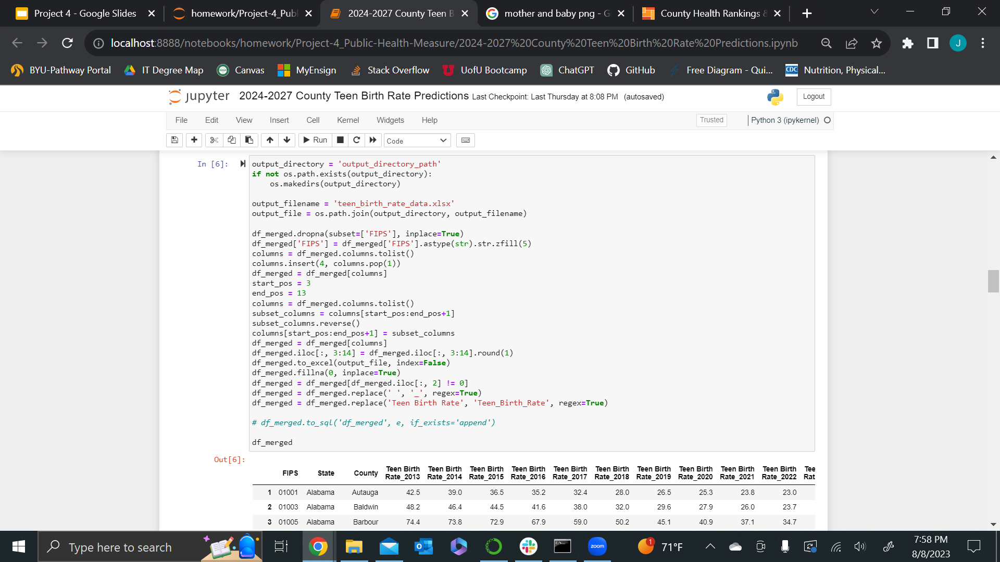 Project 4 - Google Slides
homework/Project-4_Publ
2024-2027 County Teen B
mother and baby png - G
County Health Rankings &
localhost:8888/notebooks/homework/Project-4_Public-Health-Measure/2024-2027%20County%20Teen%20Birth%20Rate%20Predictions.ipynb
J
BYU-Pathway Portal
IT Degree Map
Canvas
MyEnsign
Stack Overflow
UofU Bootcamp
ChatGPT
GitHub
Free Diagram - Qui...
CDC
Nutrition, Physical...
jupyter 2024-2027 County Teen Birth Rate Predictions Last Checkpoint: Last Thursday at 8:08 PM (autosaved)
Logout
File Edit View Insert Cell Kernel Widgets Help
Trusted
Python 3 (ipykernel)
Run
Code
In [6]:
output_directory = 'output_directory_path'
if not os.path.exists(output_directory):
    os.makedirs(output_directory)
output_filename = 'teen_birth_rate_data.xlsx'
output_file = os.path.join(output_directory, output_filename)
df_merged.dropna(subset=['FIPS'], inplace=True)
df_merged['FIPS'] = df_merged['FIPS'].astype(str).str.zfill(5)
columns = df_merged.columns.tolist()
columns.insert(4, columns.pop(1))
df_merged = df_merged[columns]
start_pos = 3
end_pos = 13
columns = df_merged.columns.tolist()
subset_columns = columns[start_pos:end_pos+1]
subset_columns.reverse()
columns[start_pos:end_pos+1] = subset_columns
df_merged = df_merged[columns]
df_merged.iloc[:, 3:14] = df_merged.iloc[:, 3:14].round(1)
df_merged.to_excel(output_file, index=False)
df_merged.fillna(0, inplace=True)
df_merged = df_merged[df_merged.iloc[:, 2] != 0]
df_merged = df_merged.replace(' ', '_', regex=True)
df_merged = df_merged.replace('Teen Birth Rate', 'Teen_Birth_Rate', regex=True)
# df_merged.to_sql('df_merged', e, if_exists='append')
df_merged
Out[6]:
Teen Birth Teen Birth Teen Birth Teen Birth Teen Birth Teen Birth Teen Birth Teen Birth Teen Birth Teen Birth Tee
FIPS State County Rate_2013 Rate_2014 Rate_2015 Rate_2016 Rate_2017 Rate_2018 Rate_2019 Rate_2020 Rate_2021 Rate_2022 Rat
1 01001 Alabama Autauga 42.5 39.0 36.5 35.2 32.4 28.0 26.5 25.3 23.8 23.0
2 01003 Alabama Baldwin 48.2 46.4 44.5 41.6 38.0 32.0 29.6 27.9 26.0 23.7
3 01005 Alabama Barbour 74.4 73.8 72.9 67.9 59.0 50.2 45.1 40.9 37.1 34.7
Type here to search
zoom
1
71°F
7:58 PM
8/8/2023